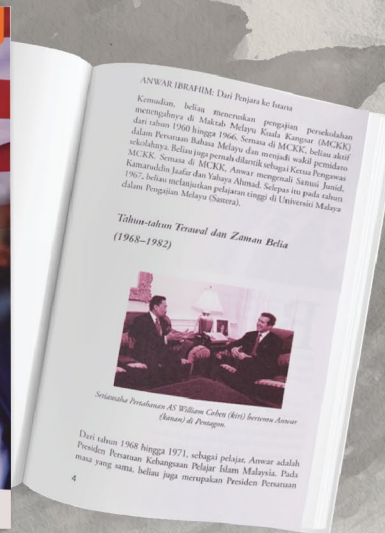 ANWAR IBRAHIM: Dari Penjara ke Istana
Kemudian, beliau meneruskan pengajian persekolahan
menengahnya di Maktab Melayu Kuala Kangsar (MCKK)
dari tahun 1960 hingga 1966. Semasa di MCKK, beliau aktif
dalam Persatuan Bahasa Melayu dan menjadi wakil pemidato
sekolahnya. Beliau juga pernah dilantik sebagai Ketua Pengawas
MCKK. Semasa di MCKK, Anwar mengenali Sanusi Junid,
Kamaruddin Jaafar dan Yahaya Ahmad. Selepas itu pada tahun
1967, beliau melanjutkan pelajaran tinggi di Universiti Malaya
dalam Pengajian Melayu (Sastera).
Tahun-tahun Terawal dan Zaman Belia
(1968–1982)
Setiausaha Pertahanan AS William Cohen (kiri) bertemu Anwar
(kanan) di Pentagon.
Dari tahun 1968 hingga 1971, sebagai pelajar, Anwar adalah
Presiden Persatuan Kebangsaan Pelajar Islam Malaysia. Pada
masa yang sama, beliau juga merupakan Presiden Persatuan
4